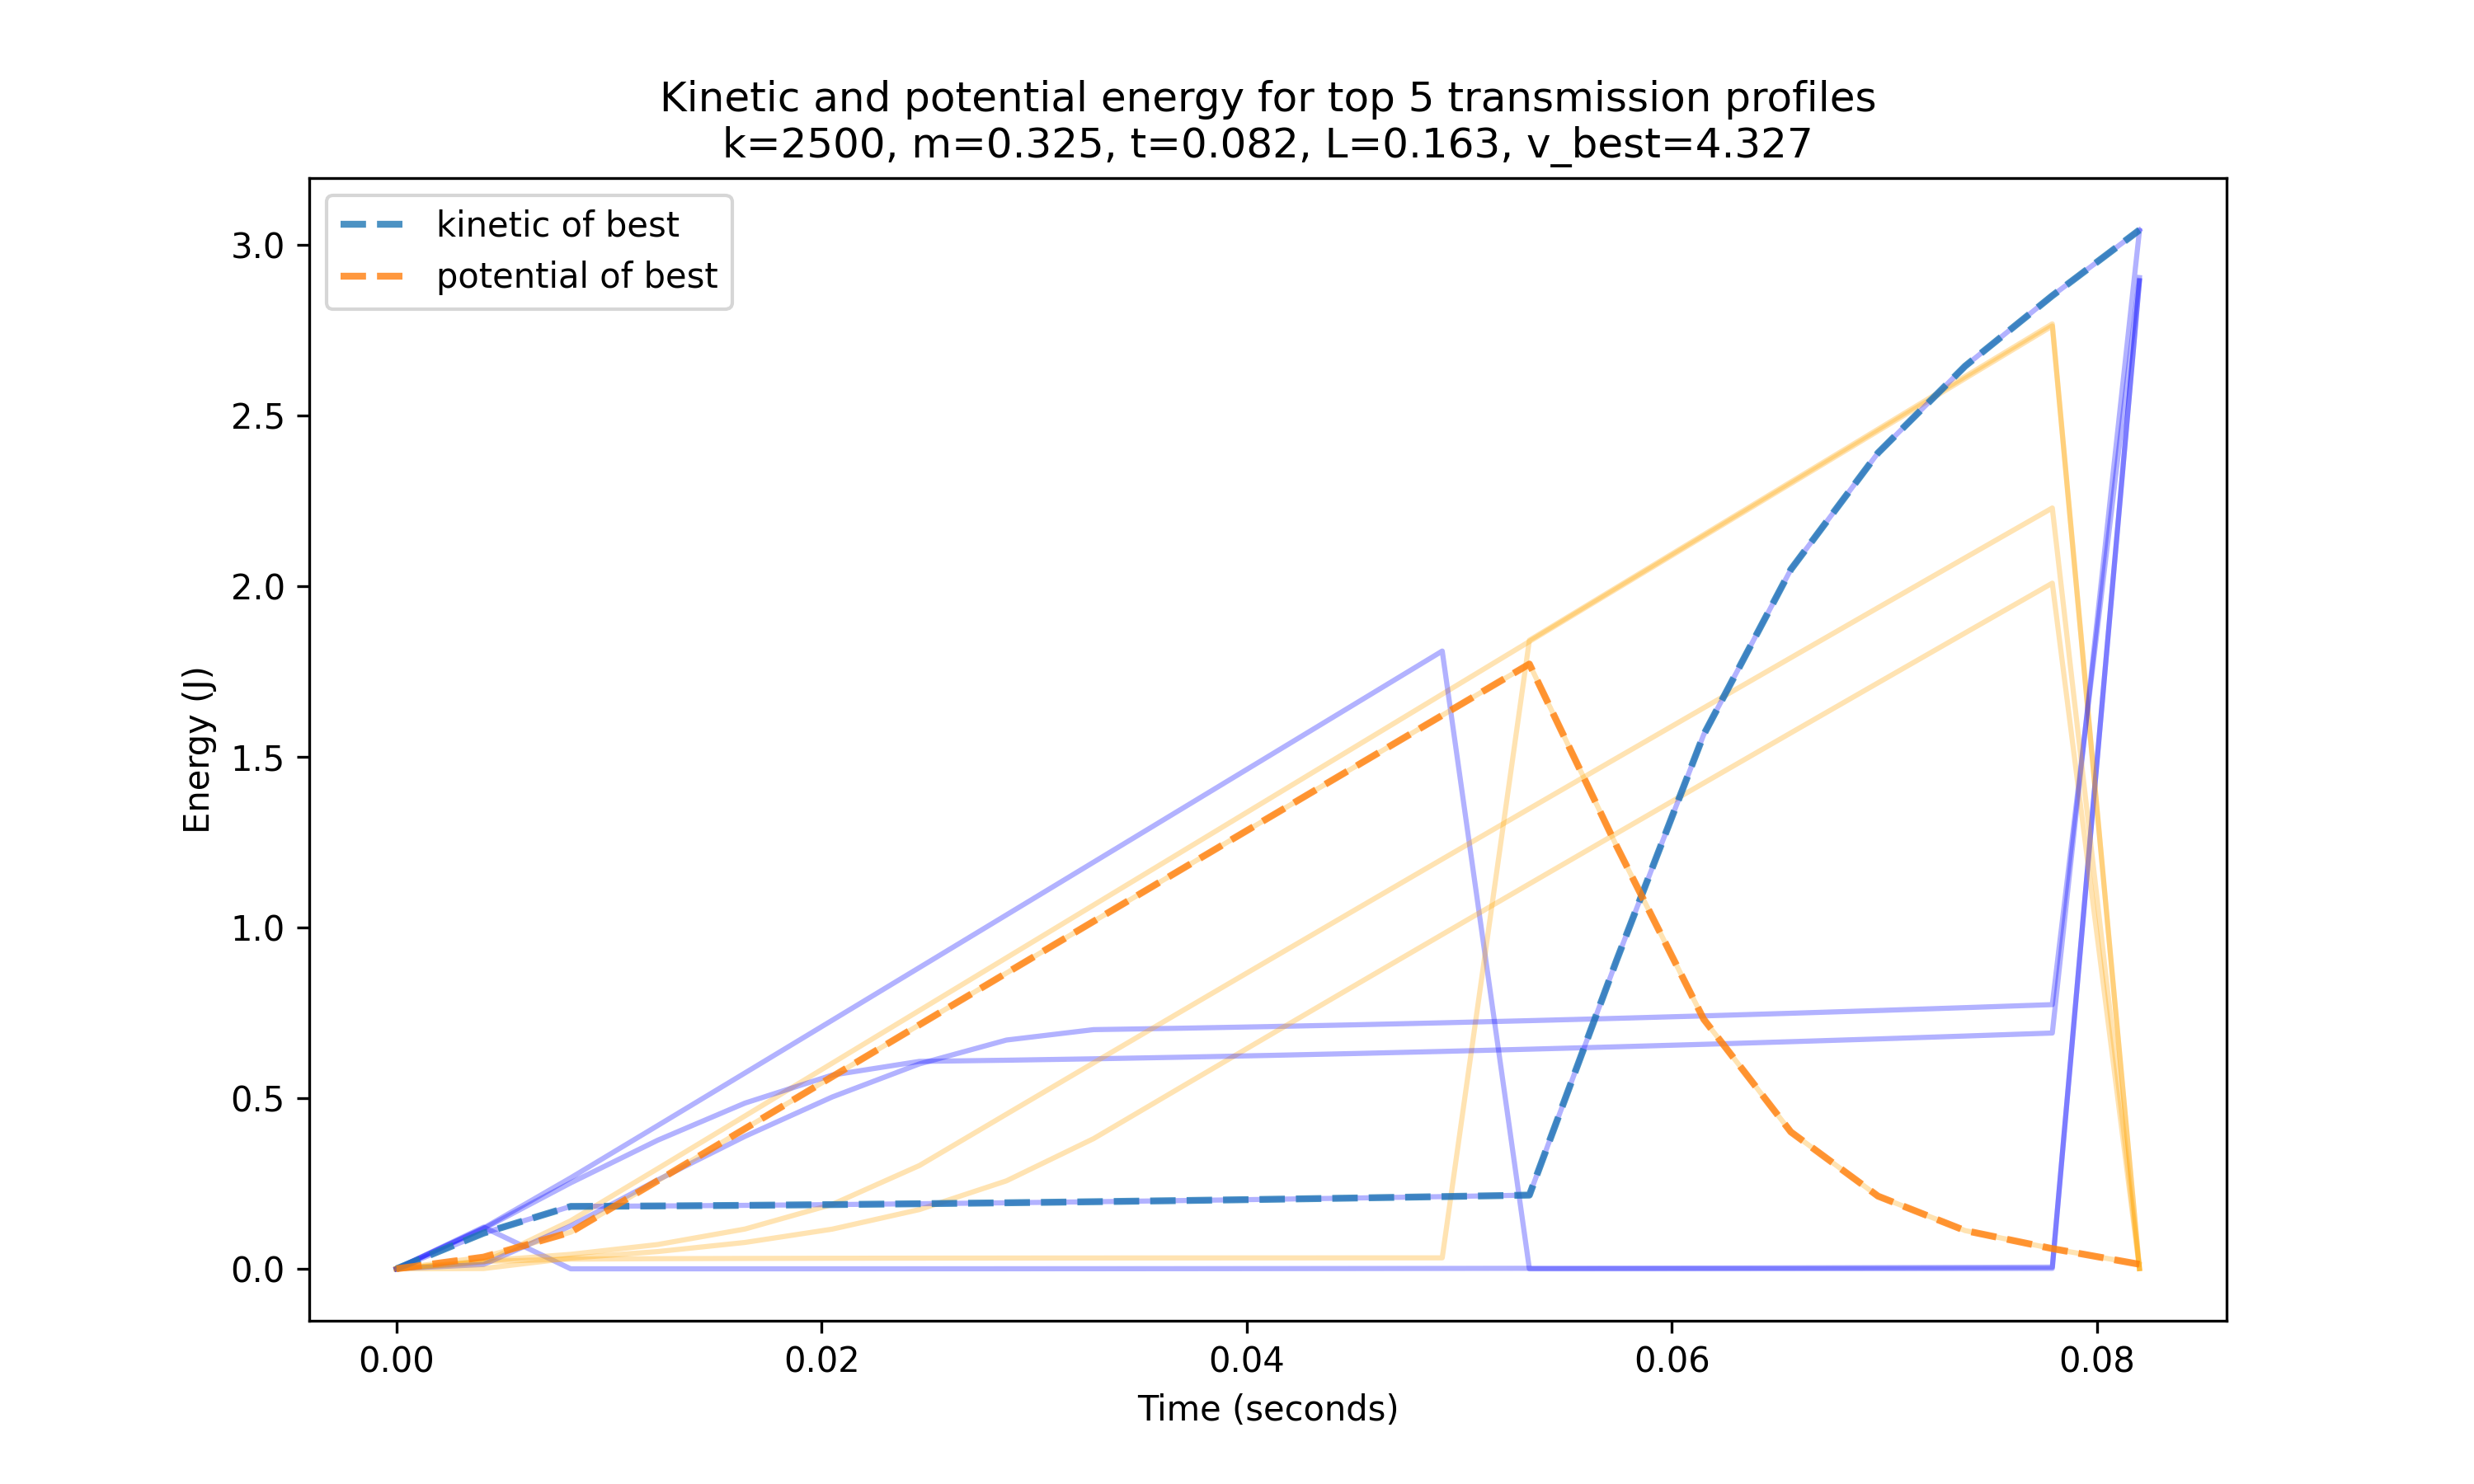 Kinetic and potential energy for top 5 transmission profiles
k=2500, m=0.325, t=0.082, L=0.163, v_best=4.327
kinetic of best
potential of best
3.0
2.5
2.0
1.5
1.0
0.5
0.0
Energy (J)
0.00 0.02 0.04 0.06 0.08
Time (seconds)